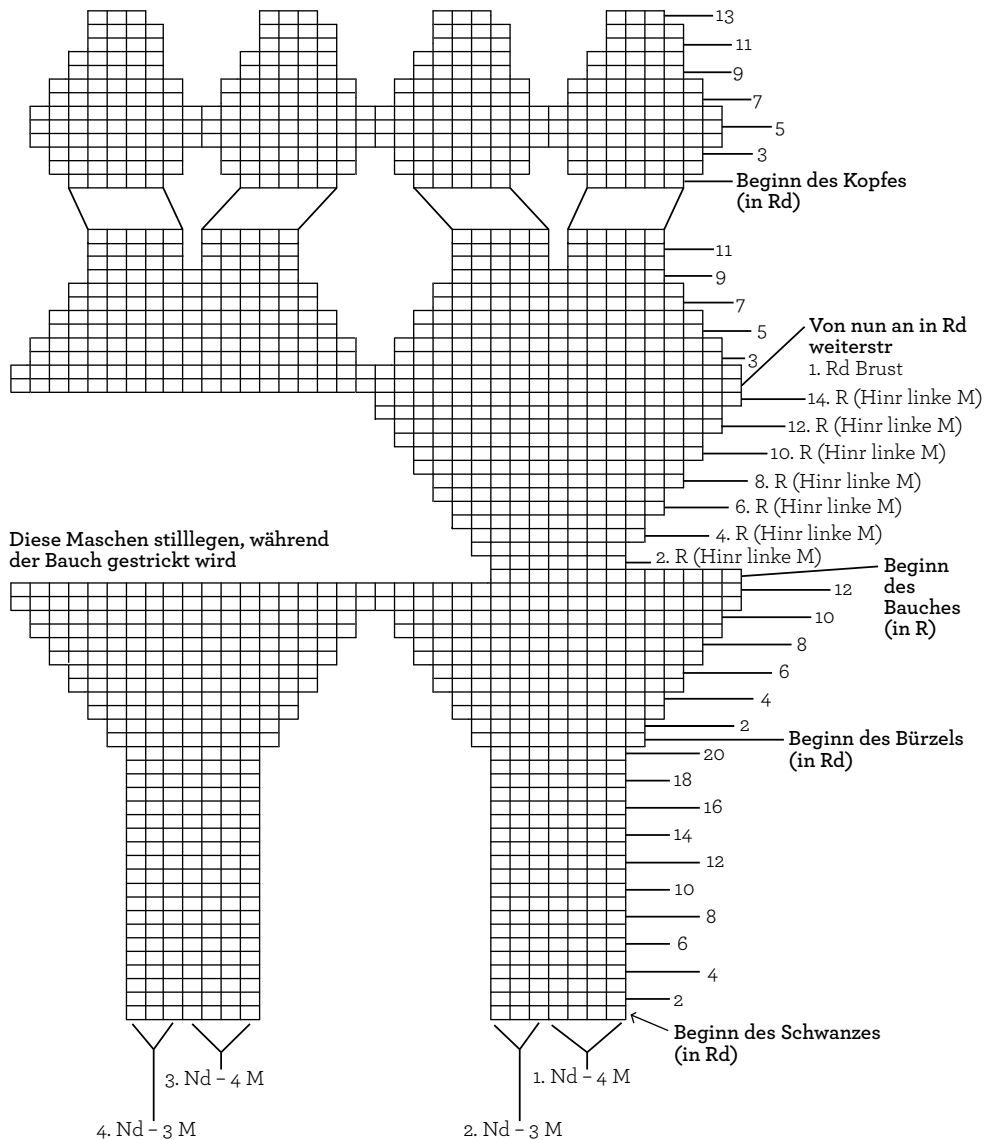 13
11
9
7
5
3
Beginn des Kopfes
(in Rd)
11
9
7
5
3
Von nun an in Rd
weiterstr
1. Rd Brust
14. R (Hinr linke M)
12. R (Hinr linke M)
10. R (Hinr linke M)
8. R (Hinr linke M)
6. R (Hinr linke M)
4. R (Hinr linke M)
2. R (Hinr linke M)
Diese Maschen stilllegen, während
der Bauch gestrickt wird
Beginn
des
Bauches
(in R)
12
10
8
6
4
2
Beginn des Bürzels
(in Rd)
20
18
16
14
12
10
8
6
4
2
Beginn des Schwanzes
(in Rd)
3. Nd – 4 M
1. Nd – 4 M
4. Nd – 3 M
2. Nd – 3 M